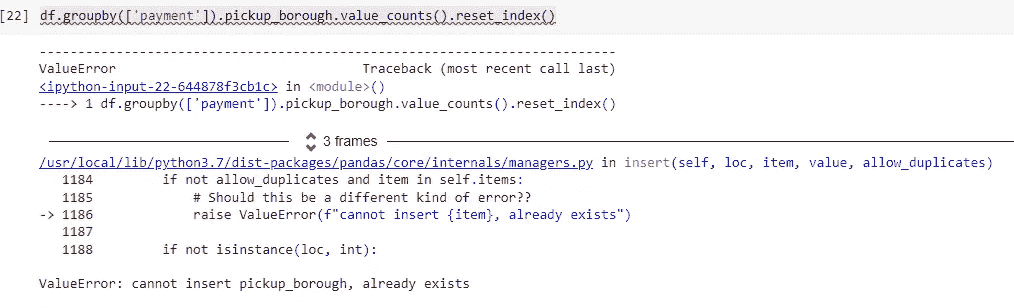 [22] df.groupby(['payment']).pickup_borough.value_counts().reset_index()
---------------------------------------------------------------------------
ValueError                                Traceback (most recent call last)
<ipython-input-22-644878f3cb1c> in <module>()
----> 1 df.groupby(['payment']).pickup_borough.value_counts().reset_index()
3 frames
/usr/local/lib/python3.7/dist-packages/pandas/core/internals/managers.py in insert(self, loc, item, value, allow_duplicates)
   1184         if not allow_duplicates and item in self.items:
   1185             # Should this be a different kind of error??
-> 1186             raise ValueError(f"cannot insert {item}, already exists")
   1187
   1188         if not isinstance(loc, int):
ValueError: cannot insert pickup_borough, already exists